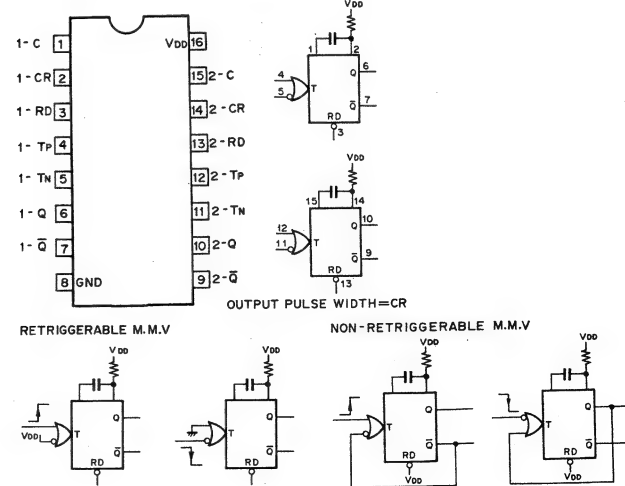 1-C 1
1-CR 2
1-RD 3
1-TP 4
1-TN 5
1-Q 6
1-Q̅ 7
8 GND
VDD 16
15 2-C
14 2-CR
13 2-RD
12 2-TP
11 2-TN
10 2-Q
9 2-Q̅
VDD
1 2
4 5 T
Q 6
Q̅ 7
RD
3
VDD
15 14
12 11 T
Q 10
Q̅ 9
RD
13
OUTPUT PULSE WIDTH=CR
RETRIGGERABLE M.M.V
NON-RETRIGGERABLE M.M.V
VDD
VDD
T
Q
Q̅
RD
VDD
T
Q
Q̅
RD
VDD
T
Q
Q̅
RD
VDD
VDD
T
Q
Q̅
RD
VDD